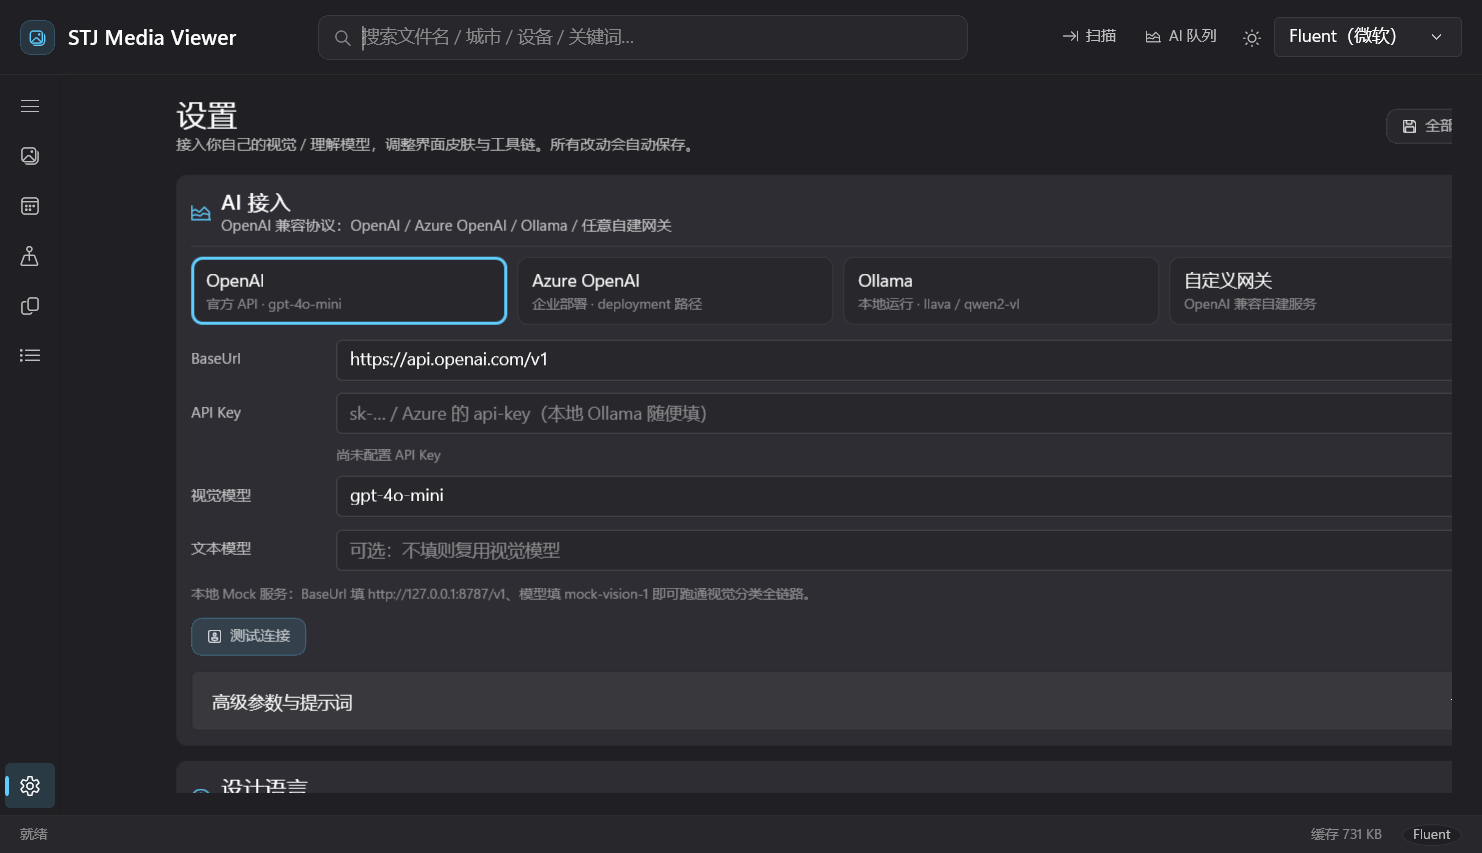 STJ Media Viewer
搜索文件名 / 城市 / 设备 / 关键词...
扫描
AI 队列
Fluent（微软）
设置
全部
接入你自己的视觉 / 理解模型，调整界面皮肤与工具链。所有改动会自动保存。
AI 接入
OpenAI 兼容协议：OpenAI / Azure OpenAI / Ollama / 任意自建网关
OpenAI
官方 API · gpt-4o-mini
Azure OpenAI
企业部署 · deployment 路径
Ollama
本地运行 · llava / qwen2-vl
自定义网关
OpenAI 兼容自建服务
BaseUrl
https://api.openai.com/v1
API Key
sk-... / Azure 的 api-key（本地 Ollama 随便填）
尚未配置 API Key
视觉模型
gpt-4o-mini
文本模型
可选：不填则复用视觉模型
本地 Mock 服务：BaseUrl 填 http://127.0.0.1:8787/v1、模型填 mock-vision-1 即可跑通视觉分类全链路。
测试连接
高级参数与提示词
设计语言
就绪
缓存 731 KB
Fluent